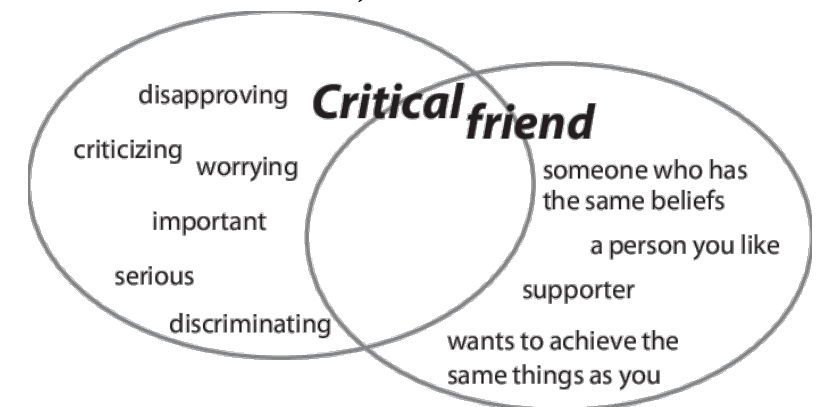 Critical friend
disapproving
criticizing
worrying
important
serious
discriminating
someone who has
the same beliefs
a person you like
supporter
wants to achieve the
same things as you